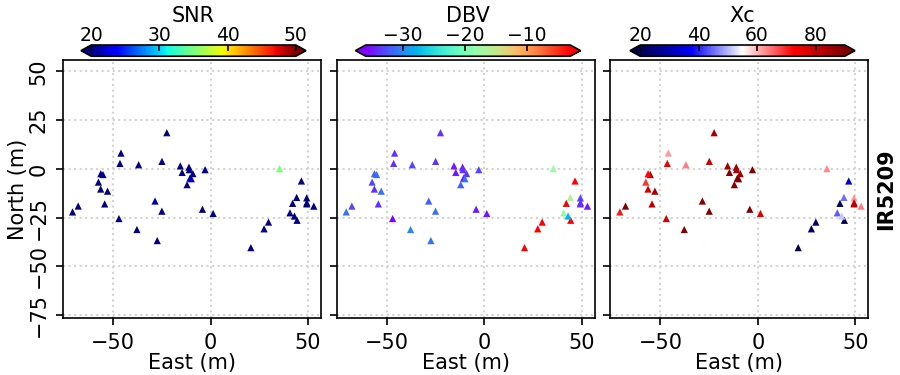 SNR DBV Xc
20 30 40 50 −30 −20 −10 20 40 60 80
50
25
0
−25
−50
−75
North (m)
−50 0 50 −50 0 50 −50 0 50
East (m) East (m) East (m)
IR5209